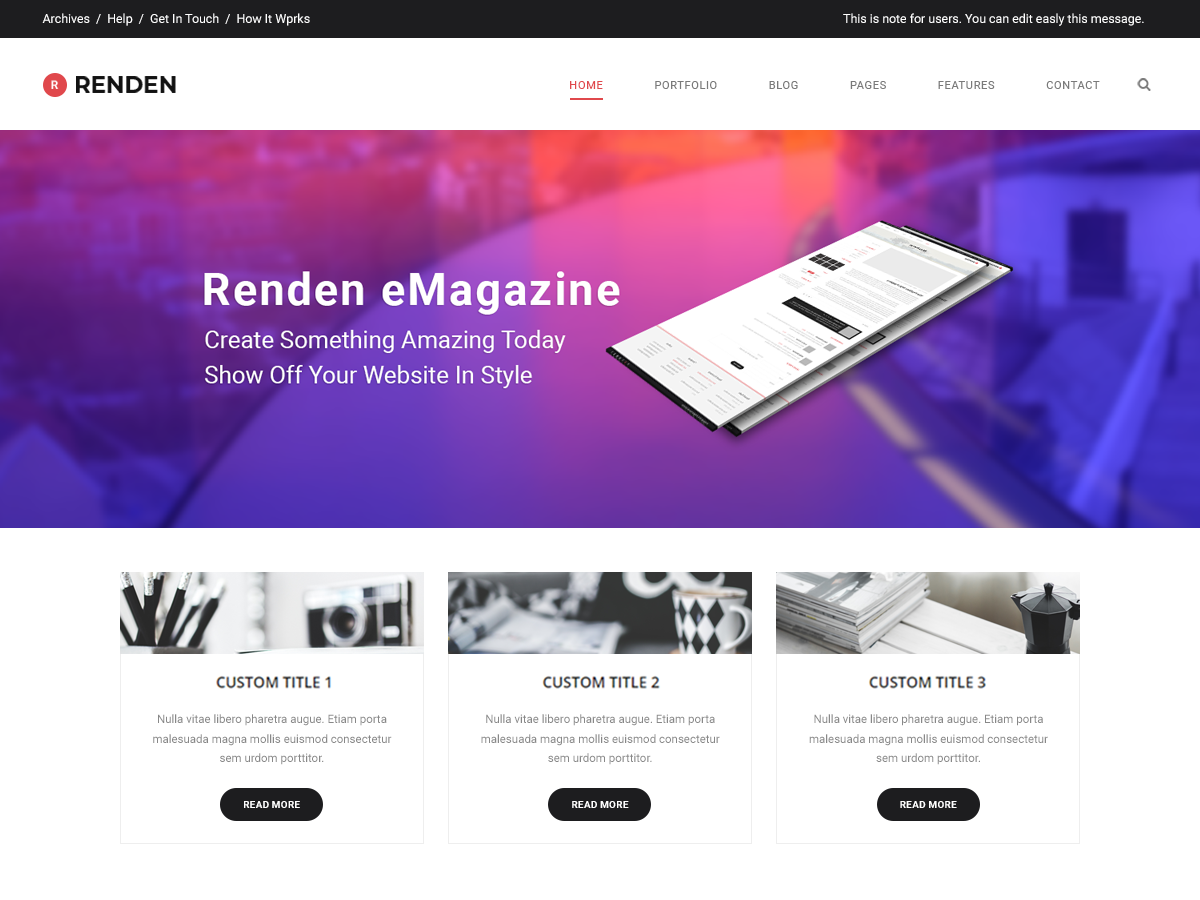 Archives / Help / Get In Touch / How It Wprks
This is note for users. You can edit easly this message.
R RENDEN
HOME PORTFOLIO BLOG PAGES FEATURES CONTACT
Renden eMagazine
Create Something Amazing Today
Show Off Your Website In Style
CUSTOM TITLE 1
Nulla vitae libero pharetra augue. Etiam porta
malesuada magna mollis euismod consectetur
sem urdom porttitor.
READ MORE
CUSTOM TITLE 2
Nulla vitae libero pharetra augue. Etiam porta
malesuada magna mollis euismod consectetur
sem urdom porttitor.
READ MORE
CUSTOM TITLE 3
Nulla vitae libero pharetra augue. Etiam porta
malesuada magna mollis euismod consectetur
sem urdom porttitor.
READ MORE